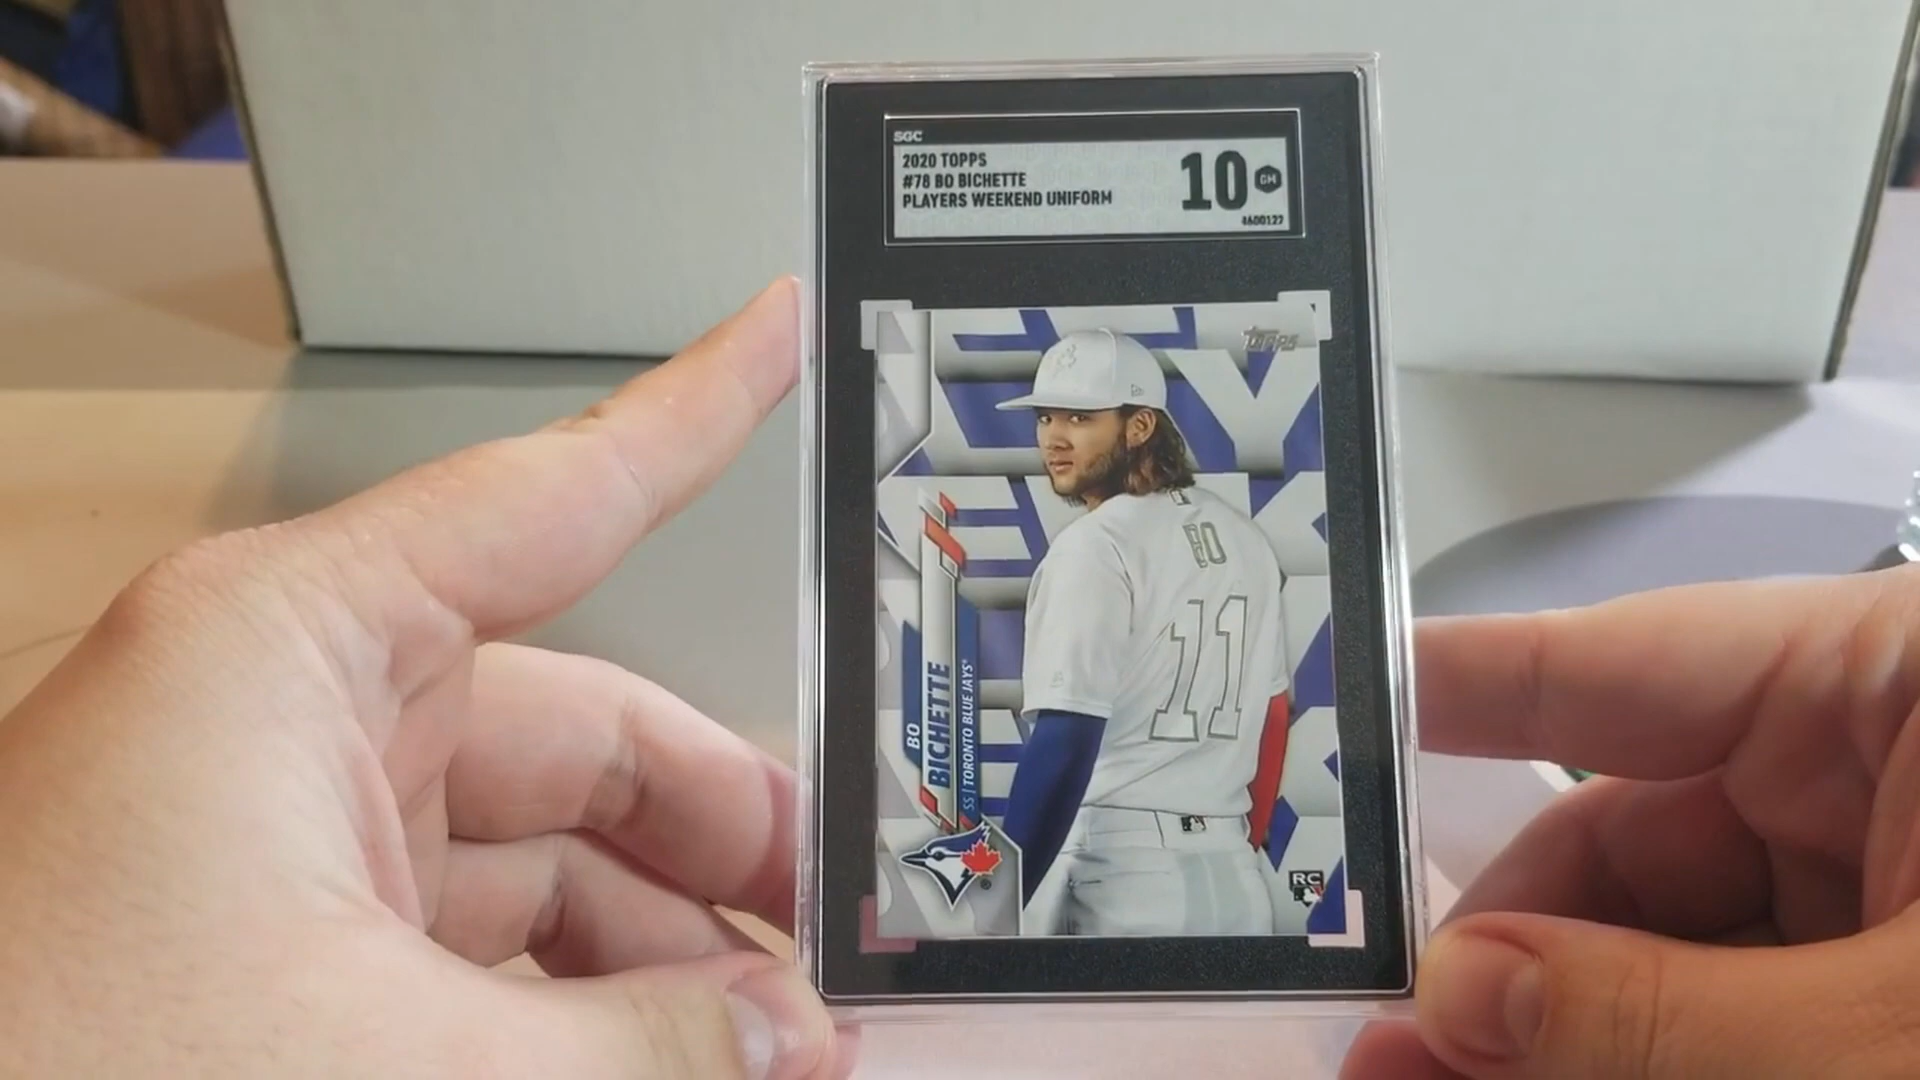 SGC
2020 TOPPS
#78 BO BICHETTE
PLAYERS WEEKEND UNIFORM
10
GM
4600127
TOPPS
BO
11
BO
BICHETTE
SS | TORONTO BLUE JAYS®
RC